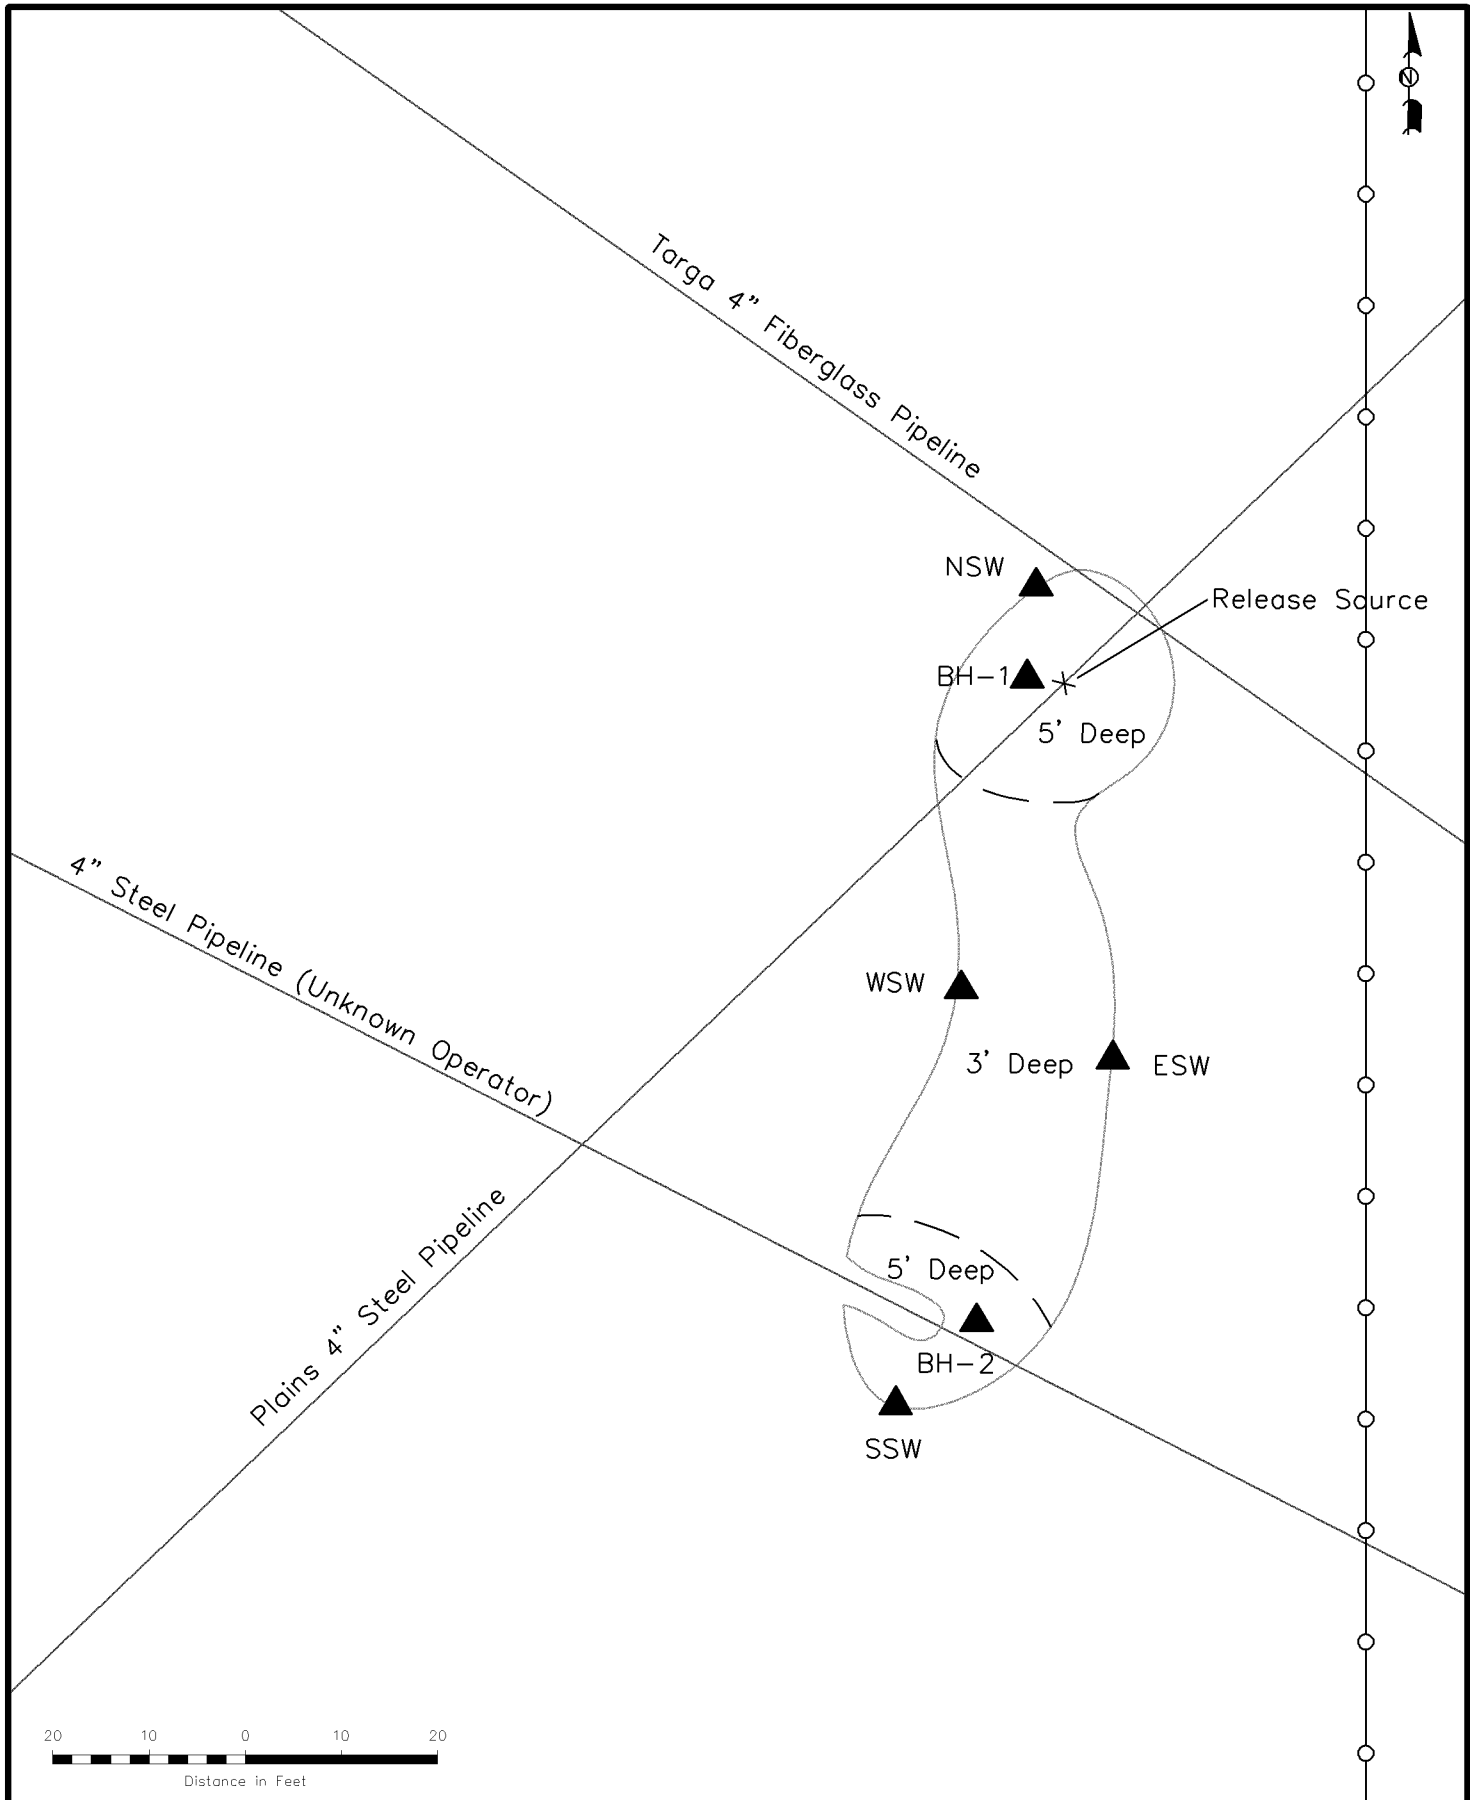 N
Targa 4” Fiberglass Pipeline
NSW
Release Source
BH-1
5’ Deep
4” Steel Pipeline (Unknown Operator)
WSW
3’ Deep
ESW
Plains 4” Steel Pipeline
5’ Deep
BH-2
SSW
20 10 0 10 20
Distance in Feet